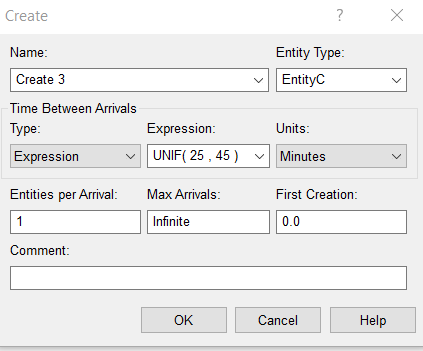 Create ?
Name: Entity Type:
Create 3 EntityC
Time Between Arrivals
Type: Expression: Units:
Expression UNIF( 25 , 45 ) Minutes
Entities per Arrival: Max Arrivals: First Creation:
1 Infinite 0.0
Comment:
OK Cancel Help